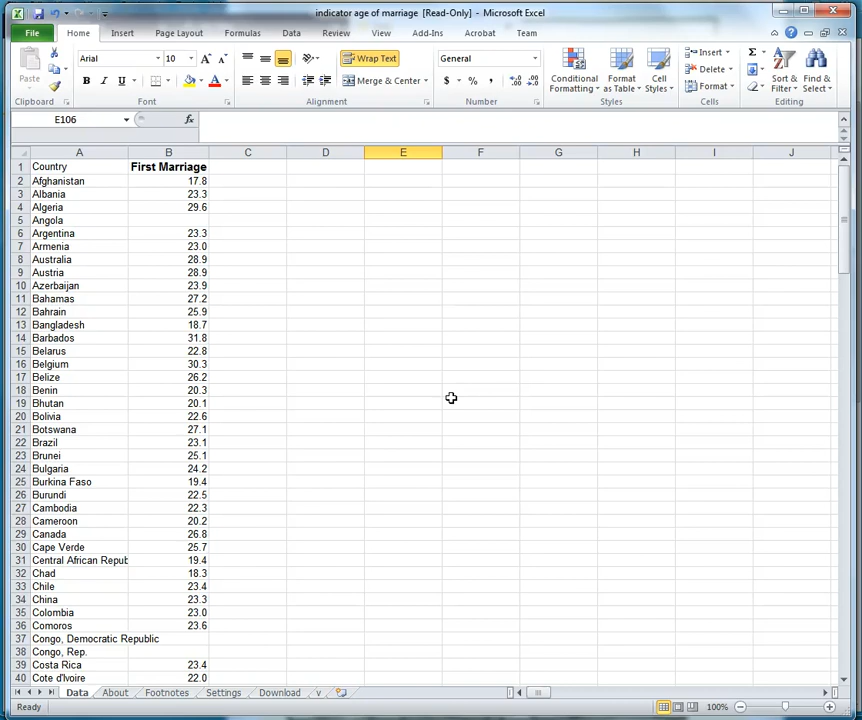 indicator age of marriage [Read-Only] - Microsoft Excel
File Home Insert Page Layout Formulas Data Review View Add-Ins Acrobat Team
Paste
Clipboard
Arial 10
B I U
Font
Wrap Text
Merge & Center
Alignment
General
$ % ,
Number
Conditional Formatting
Format as Table
Cell Styles
Styles
Insert
Delete
Format
Cells
Σ
Sort & Filter
Find & Select
Editing
E106 fx
A B C D E F G H I J
1 Country First Marriage
2 Afghanistan 17.8
3 Albania 23.3
4 Algeria 29.6
5 Angola
6 Argentina 23.3
7 Armenia 23.0
8 Australia 28.9
9 Austria 28.9
10 Azerbaijan 23.9
11 Bahamas 27.2
12 Bahrain 25.9
13 Bangladesh 18.7
14 Barbados 31.8
15 Belarus 22.8
16 Belgium 30.3
17 Belize 26.2
18 Benin 20.3
19 Bhutan 20.1
20 Bolivia 22.6
21 Botswana 27.1
22 Brazil 23.1
23 Brunei 25.1
24 Bulgaria 24.2
25 Burkina Faso 19.4
26 Burundi 22.5
27 Cambodia 22.3
28 Cameroon 20.2
29 Canada 26.8
30 Cape Verde 25.7
31 Central African Repub 19.4
32 Chad 18.3
33 Chile 23.4
34 China 23.3
35 Colombia 23.0
36 Comoros 23.6
37 Congo, Democratic Republic
38 Congo, Rep.
39 Costa Rica 23.4
40 Cote d'Ivoire 22.0
Data About Footnotes Settings Download v
Ready 100%